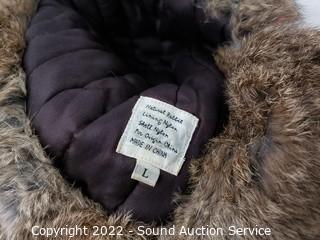 Natural Rabbit
Lining Nylon
Shell Nylon
Fur Origin China
MADE IN CHINA
L
Copyright 2022 - Sound Auction Service